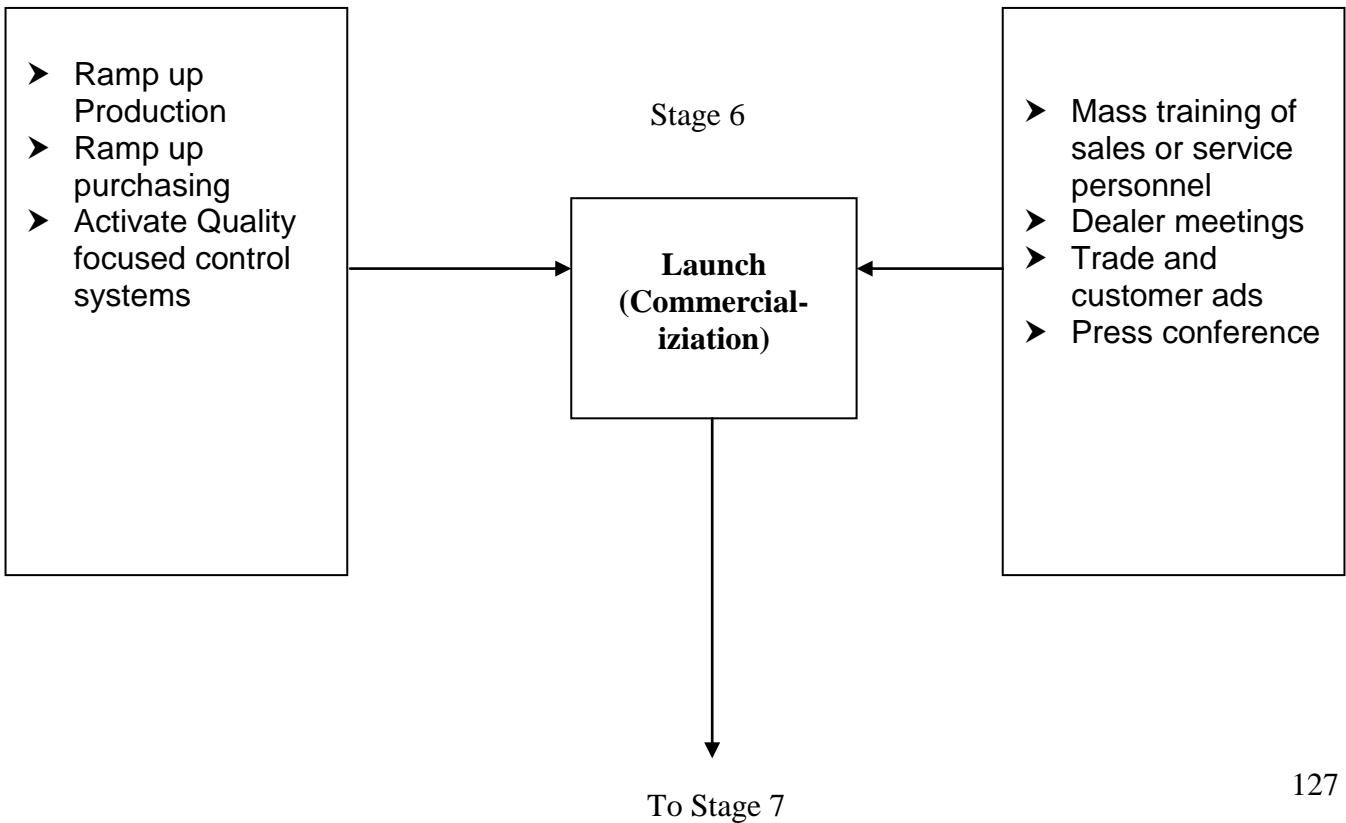 ➤ Ramp up
Production
➤ Ramp up
purchasing
➤ Activate Quality
focused control
systems
Stage 6
Launch
(Commercial-
iziation)
➤ Mass training of
sales or service
personnel
➤ Dealer meetings
➤ Trade and
customer ads
➤ Press conference
To Stage 7
127